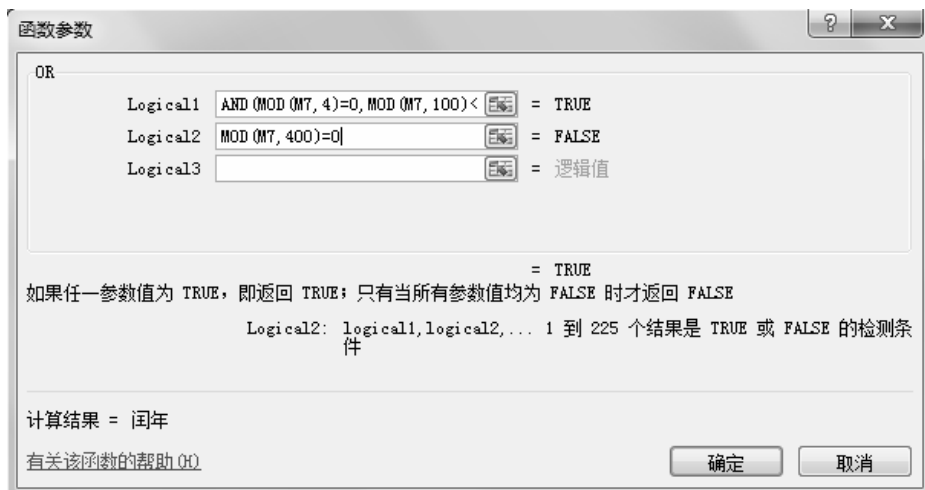 函数参数
OR
Logical1 AND(MOD(M7,4)=0,MOD(M7,100)< = TRUE
Logical2 MOD(M7,400)=0 = FALSE
Logical3 = 逻辑值
= TRUE
如果任一参数值为 TRUE，即返回 TRUE；只有当所有参数值均为 FALSE 时才返回 FALSE
Logical2: logical1,logical2,... 1 到 225 个结果是 TRUE 或 FALSE 的检测条
件
计算结果 = 闰年
有关该函数的帮助(H)
确定 取消